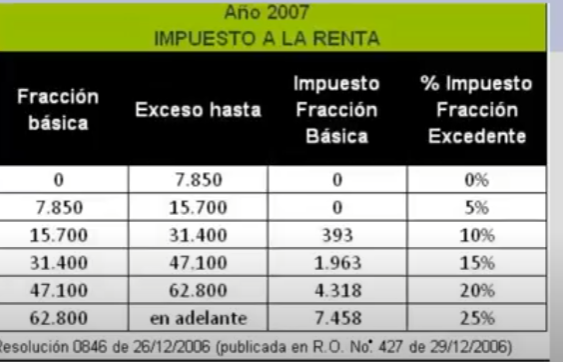 Año 2007
IMPUESTO A LA RENTA
Fracción básica | Exceso hasta | Impuesto Fracción Básica | % Impuesto Fracción Excedente
0 | 7.850 | 0 | 0%
7.850 | 15.700 | 0 | 5%
15.700 | 31.400 | 393 | 10%
31.400 | 47.100 | 1.963 | 15%
47.100 | 62.800 | 4.318 | 20%
62.800 | en adelante | 7.458 | 25%
Resolución 0846 de 26/12/2006 (publicada en R.O. No. 427 de 29/12/2006)